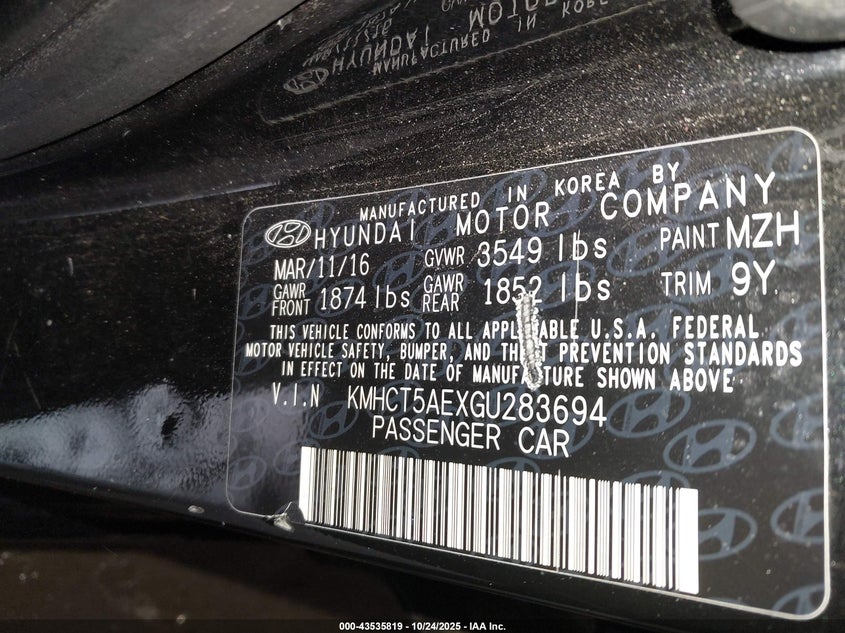 MANUFACTURED IN KOREA BY
HYUNDAI MOTOR COMPANY
MAR/11/16 GVWR 3549 lbs PAINT MZH
GAWR FRONT 1874 lbs GAWR REAR 1852 lbs TRIM 9Y
THIS VEHICLE CONFORMS TO ALL APPLICABLE U.S.A. FEDERAL
MOTOR VEHICLE SAFETY, BUMPER, AND THEFT PREVENTION STANDARDS
IN EFFECT ON THE DATE OF MANUFACTURE SHOWN ABOVE
V.I.N KMHCT5AEXGU283694
PASSENGER CAR
000-43535819 - 10/24/2025 - IAA Inc.